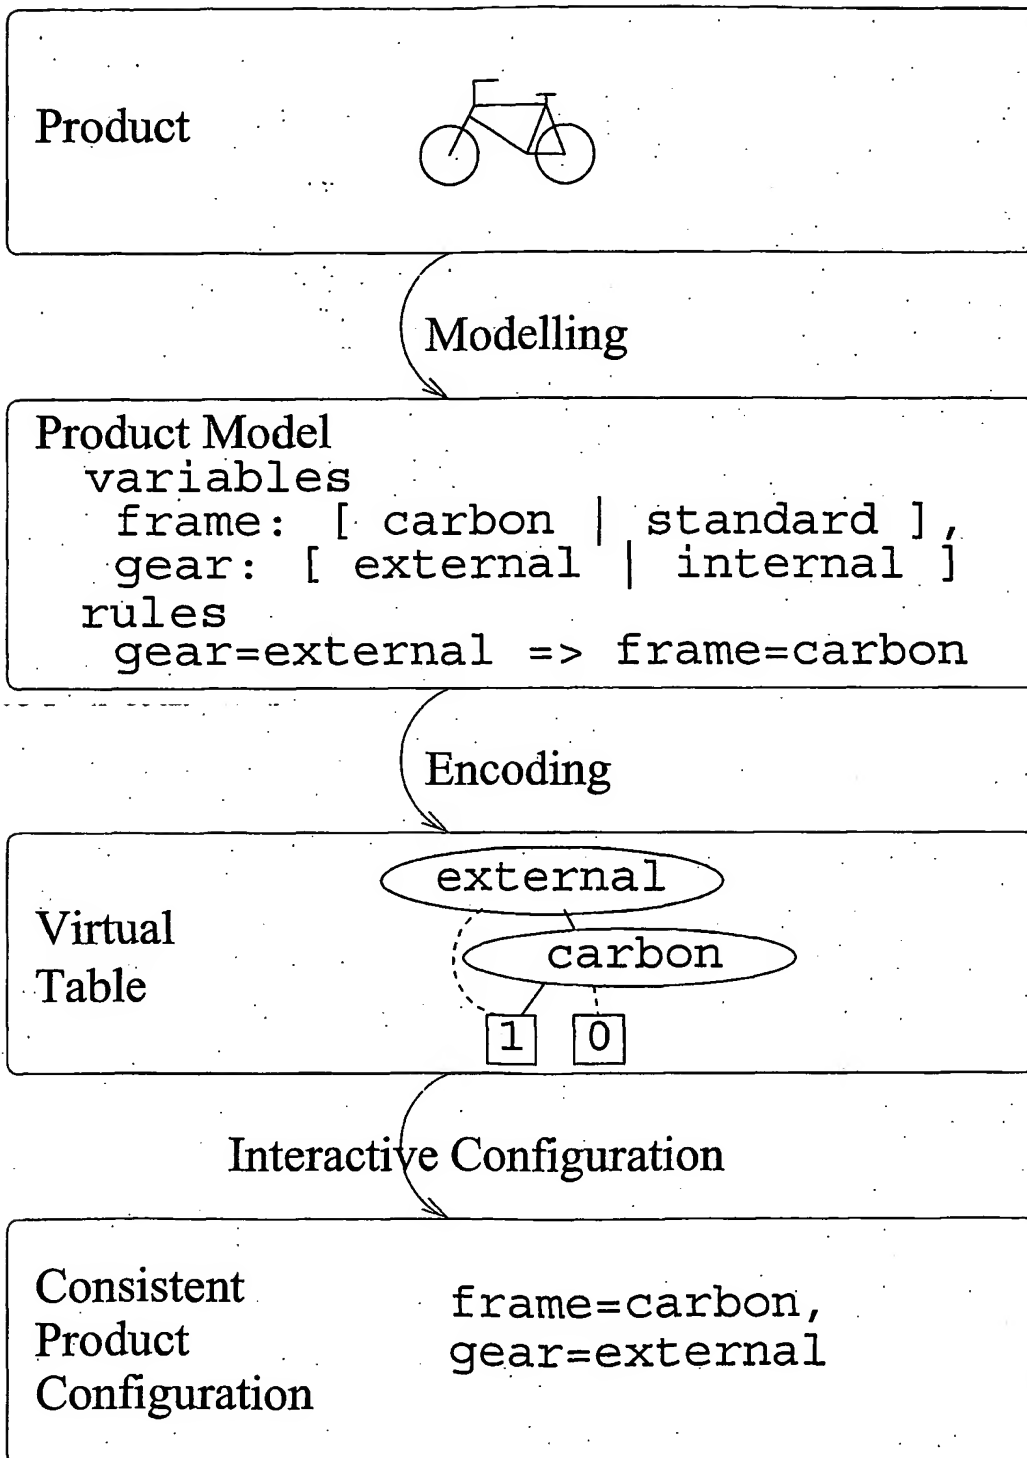 Product
Modelling
Product Model
variables
frame: [ carbon | standard ],
gear: [ external | internal ]
rules
gear=external => frame=carbon
Encoding
external
Virtual
carbon
Table
1 0
Interactive Configuration
Consistent
frame=carbon,
Product
gear=external
Configuration